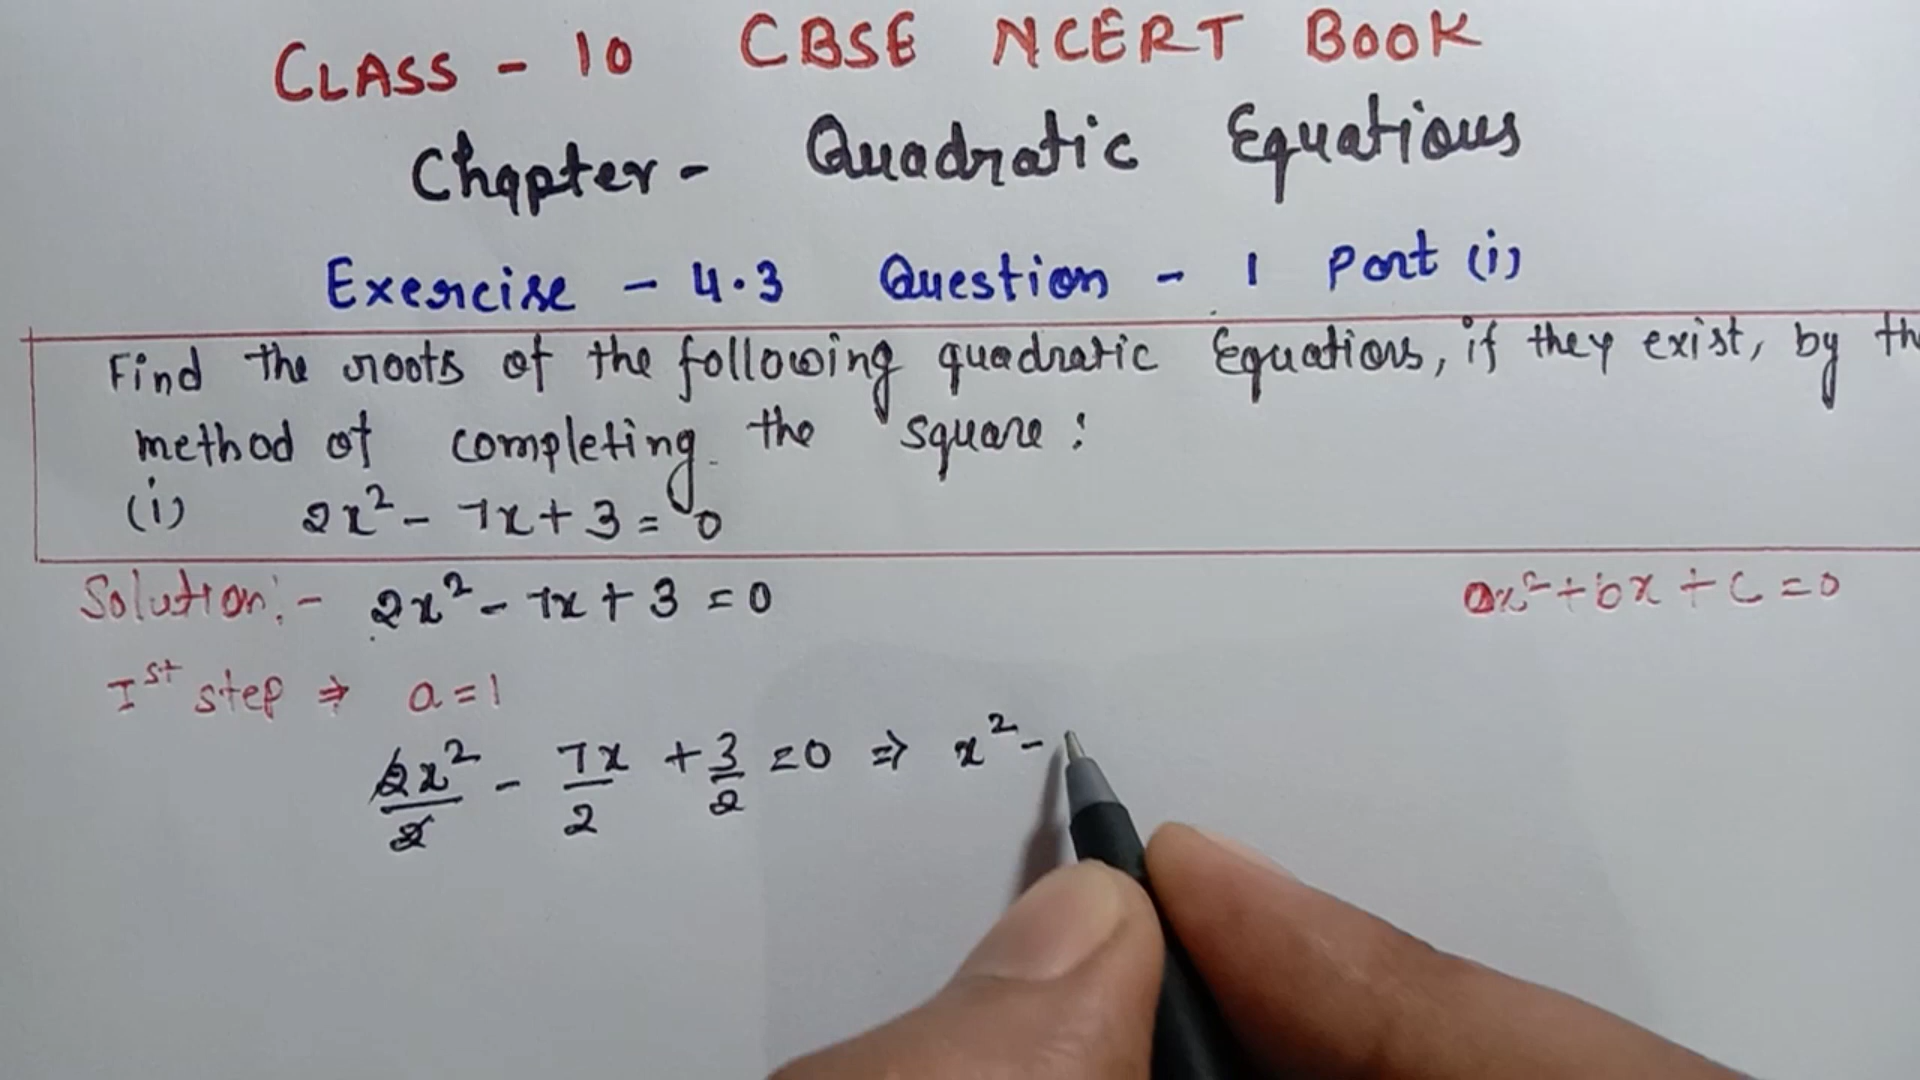 CLASS - 10 CBSE NCERT BOOK
Chapter - Quadratic Equations
Exercise - 4.3 Question - 1 Part (i)
Find the roots of the following quadratic Equations, if they exist, by
method of completing the square :
(i) 2x² - 7x + 3 = 0
Solution:- 2x² - 7x + 3 = 0 ax² + bx + c = 0
Iˢᵗ step ⇒ a = 1
2x²/2 - 7x/2 + 3/2 = 0 ⇒ x² -